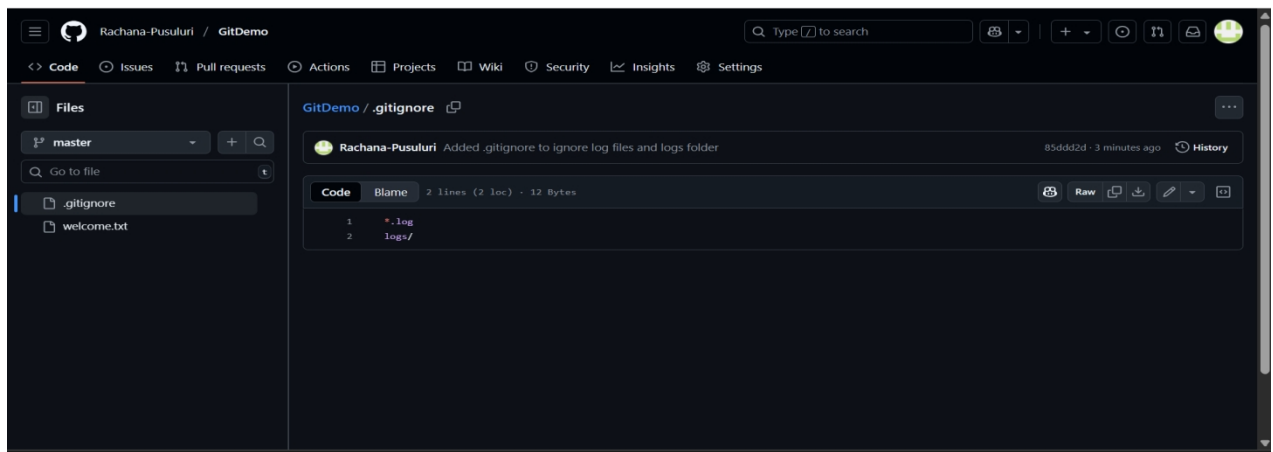 Rachana-Pusuluri / GitDemo
Type / to search
Code Issues Pull requests Actions Projects Wiki Security Insights Settings
Files
master
Go to file
t
.gitignore
welcome.txt
GitDemo / .gitignore
Rachana-Pusuluri Added .gitignore to ignore log files and logs folder
85ddd2d · 3 minutes ago History
Code Blame 2 lines (2 loc) · 12 Bytes
Raw
1 *.log
2 logs/